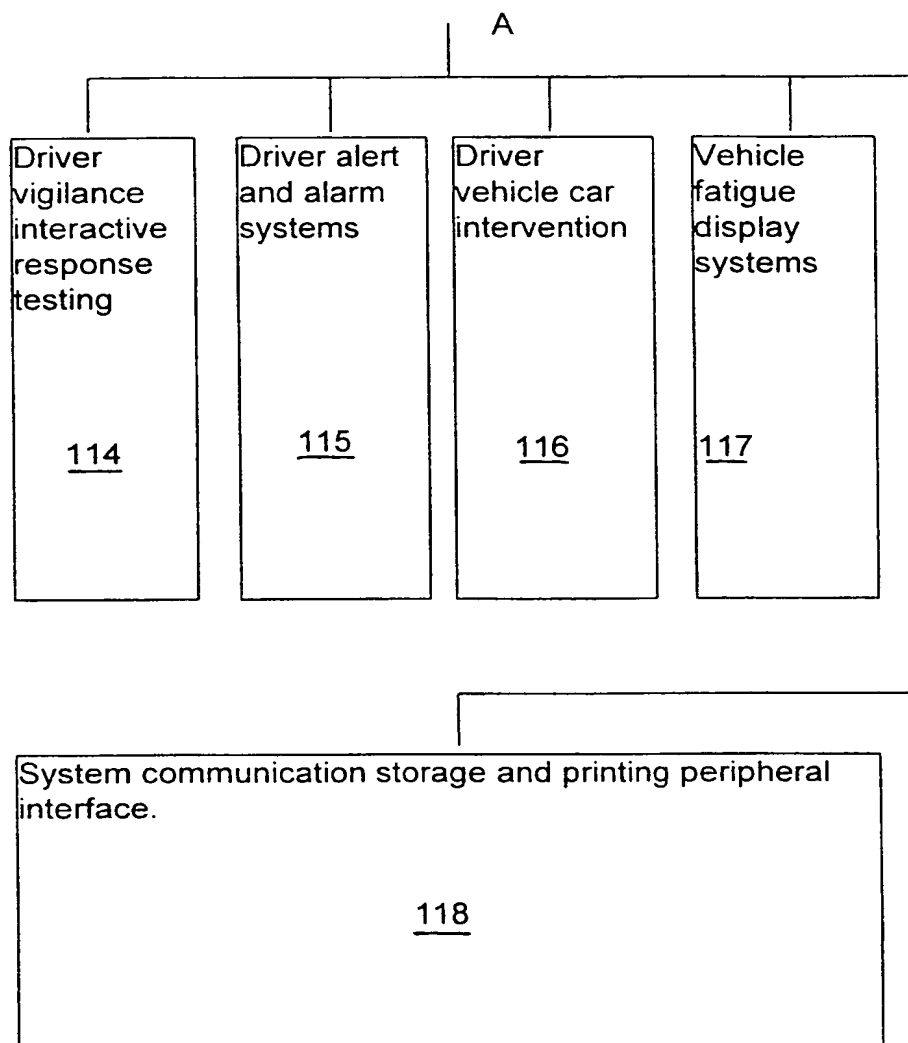 A
Driver
vigilance
interactive
response
testing
114
Driver alert
and alarm
systems
115
Driver
vehicle car
intervention
116
Vehicle
fatigue
display
systems
117
System communication storage and printing peripheral
interface.
118